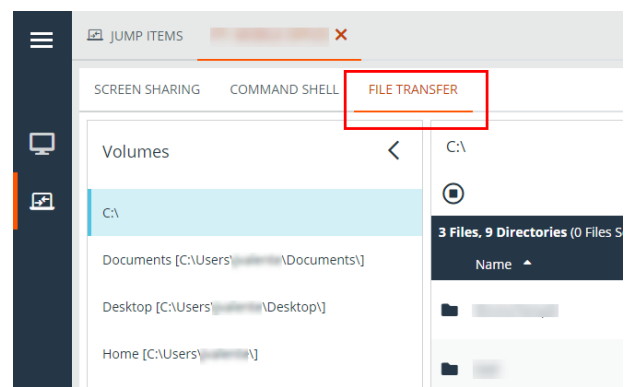 JUMP ITEMS
SCREEN SHARING COMMAND SHELL FILE TRANSFER
Volumes
C:\
Documents [C:\Users\ \Documents\]
Desktop [C:\Users\ \Desktop\]
Home [C:\Users\ \]
C:\
3 Files, 9 Directories (0 Files S
Name